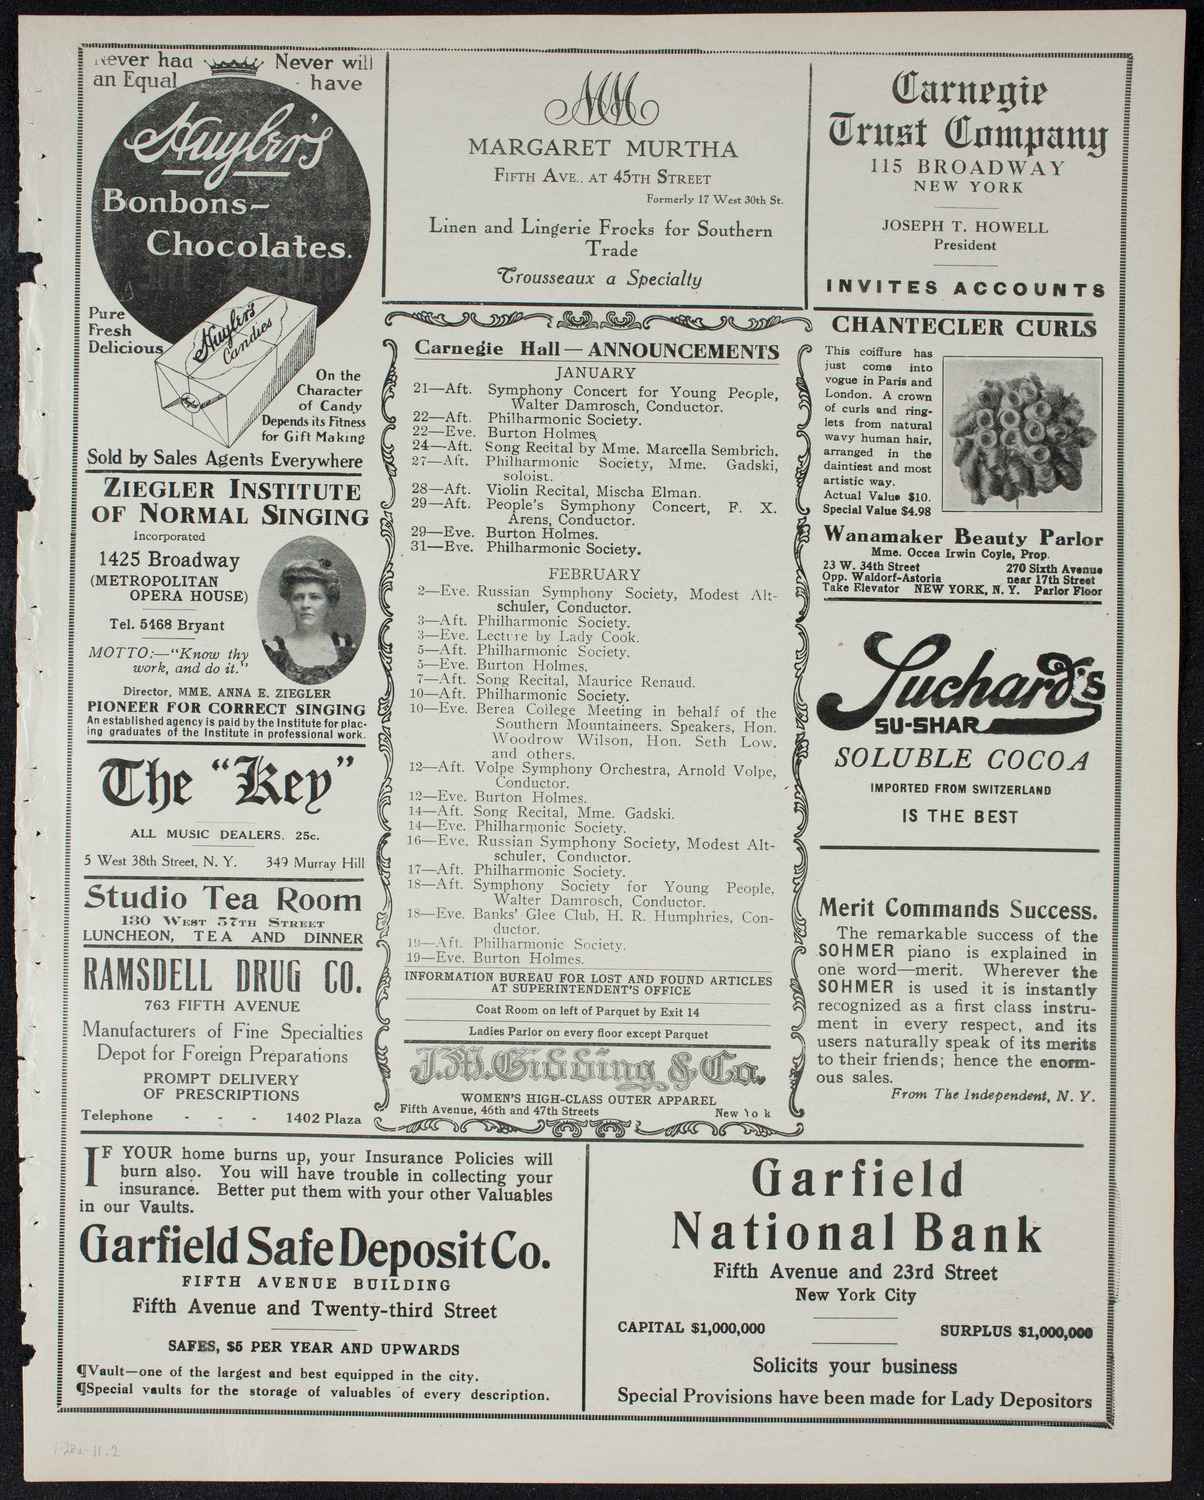 Never had
an Equal
Never will
have
Huyler's
Bonbons—
Chocolates.
Pure
Fresh
Delicious
Huyler's
Candies
On the
Character
of Candy
Depends its Fitness
for Gift Making
Sold by Sales Agents Everywhere
ZIEGLER INSTITUTE
OF NORMAL SINGING
Incorporated
1425 Broadway
(METROPOLITAN
OPERA HOUSE)
Tel. 5468 Bryant
MOTTO:—"Know thy
work, and do it."
Director, MME. ANNA E. ZIEGLER
PIONEER FOR CORRECT SINGING
An established agency is paid by the Institute for plac-
ing graduates of the Institute in professional work.
The "Key"
ALL MUSIC DEALERS. 25c.
5 West 38th Street, N. Y. 349 Murray Hill
Studio Tea Room
130 WEST 57TH STREET
LUNCHEON, TEA AND DINNER
RAMSDELL DRUG CO.
763 FIFTH AVENUE
Manufacturers of Fine Specialties
Depot for Foreign Preparations
PROMPT DELIVERY
OF PRESCRIPTIONS
Telephone - - - 1402 Plaza
MM
MARGARET MURTHA
FIFTH AVE., AT 45TH STREET
Formerly 17 West 30th St.
Linen and Lingerie Frocks for Southern
Trade
Trousseaux a Specialty
Carnegie Hall—ANNOUNCEMENTS
JANUARY
21—Aft. Symphony Concert for Young People,
Walter Damrosch, Conductor.
22—Aft. Philharmonic Society.
22—Eve. Burton Holmes.
24—Aft. Song Recital by Mme. Marcella Sembrich.
27—Aft. Philharmonic Society, Mme. Gadski,
soloist.
28—Aft. Violin Recital, Mischa Elman.
29—Aft. People's Symphony Concert, F. X.
Arens, Conductor.
29—Eve. Burton Holmes.
31—Eve. Philharmonic Society.
FEBRUARY
2—Eve. Russian Symphony Society, Modest Alt-
schuler, Conductor.
3—Aft. Philharmonic Society.
3—Eve. Lecture by Lady Cook.
5—Aft. Philharmonic Society.
5—Eve. Burton Holmes.
7—Aft. Song Recital, Maurice Renaud.
10—Aft. Philharmonic Society.
10—Eve. Berea College Meeting in behalf of the
Southern Mountaineers. Speakers, Hon.
Woodrow Wilson, Hon. Seth Low,
and others.
12—Aft. Volpe Symphony Orchestra, Arnold Volpe,
Conductor.
12—Eve. Burton Holmes.
14—Aft. Song Recital, Mme. Gadski.
14—Eve. Philharmonic Society.
16—Eve. Russian Symphony Society, Modest Alt-
schuler, Conductor.
17—Aft. Philharmonic Society.
18—Aft. Symphony Society for Young People,
Walter Damrosch, Conductor.
18—Eve. Banks' Glee Club, H. R. Humphries, Con-
ductor.
19—Aft. Philharmonic Society.
19—Eve. Burton Holmes.
INFORMATION BUREAU FOR LOST AND FOUND ARTICLES
AT SUPERINTENDENT'S OFFICE
Coat Room on left of Parquet by Exit 14
Ladies Parlor on every floor except Parquet
J.M. Gidding & Co.
WOMEN'S HIGH-CLASS OUTER APPAREL
Fifth Avenue, 46th and 47th Streets New Yo k
Carnegie
Trust Company
115 BROADWAY
NEW YORK
JOSEPH T. HOWELL
President
INVITES ACCOUNTS
CHANTECLER CURLS
This coiffure has
just come into
vogue in Paris and
London. A crown
of curls and ring-
lets from natural
wavy human hair,
arranged in the
daintiest and most
artistic way.
Actual Value $10.
Special Value $4.98
Wanamaker Beauty Parlor
Mme. Occea Irwin Coyle, Prop.
23 W. 34th Street 270 Sixth Avenue
Opp. Waldorf-Astoria near 17th Street
Take Elevator NEW YORK, N. Y. Parlor Floor
Suchard's
SU-SHAR
SOLUBLE COCOA
IMPORTED FROM SWITZERLAND
IS THE BEST
Merit Commands Success.
The remarkable success of the
SOHMER piano is explained in
one word—merit. Wherever the
SOHMER is used it is instantly
recognized as a first class instru-
ment in every respect, and its
users naturally speak of its merits
to their friends; hence the enorm-
ous sales.
From The Independent, N. Y.
IF YOUR home burns up, your Insurance Policies will
burn also. You will have trouble in collecting your
insurance. Better put them with your other Valuables
in our Vaults.
Garfield Safe Deposit Co.
FIFTH AVENUE BUILDING
Fifth Avenue and Twenty-third Street
SAFES, $5 PER YEAR AND UPWARDS
¶Vault—one of the largest and best equipped in the city.
¶Special vaults for the storage of valuables of every description.
Garfield
National Bank
Fifth Avenue and 23rd Street
New York City
CAPITAL $1,000,000 SURPLUS $1,000,000
Solicits your business
Special Provisions have been made for Lady Depositors